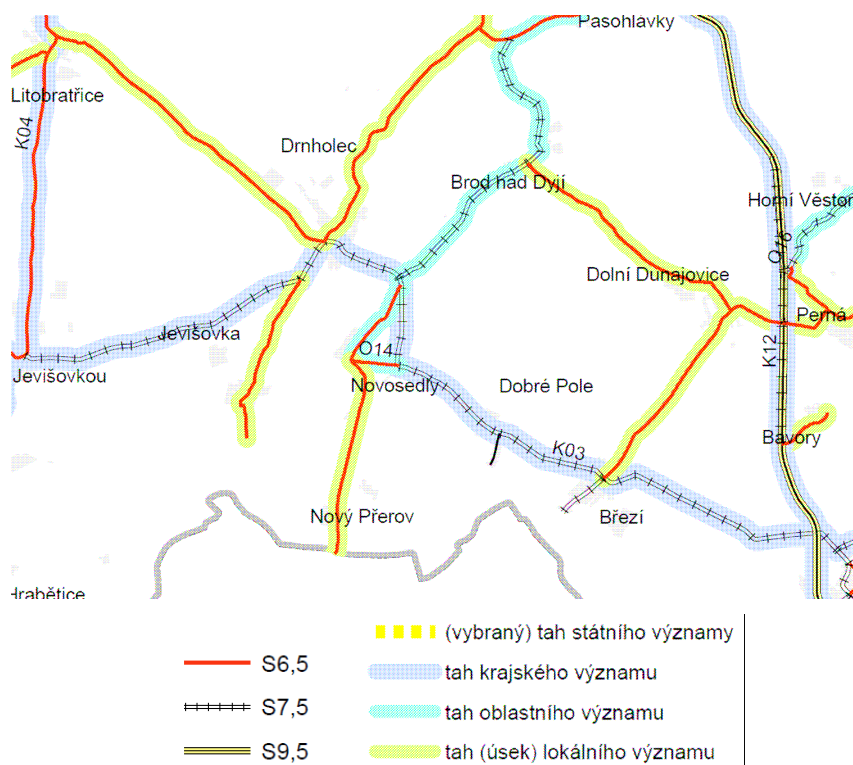 Pasohlávky
Litobratřice
K04
Drnholec
Brod nad Dyjí
Horní Věstor
O16
Dolní Dunajovice
Perná
Jevišovka
O14
K12
Jevišovkou
Novosedly
Dobré Pole
Bavory
K03
Nový Přerov
Březí
Hrabětice
(vybraný) tah státního významy
S6,5
tah krajského významu
S7,5
tah oblastního významu
S9,5
tah (úsek) lokálního významu